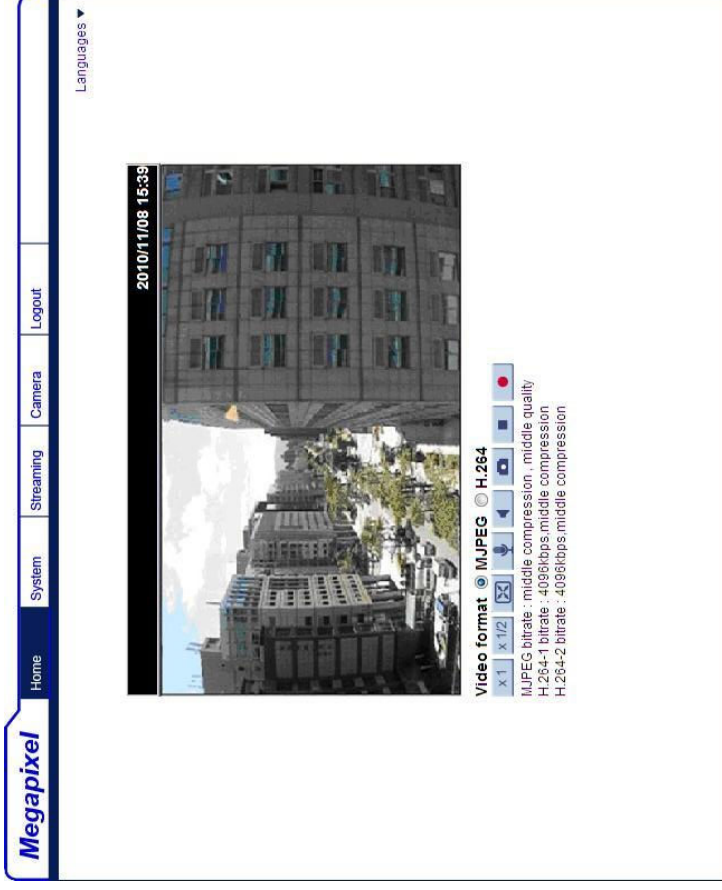 Megapixel
Home System Streaming Camera Logout
Languages ▼
2010/11/08 15:39
Video format MJPEG H.264
x 1 x 1/2
MJPEG bitrate : middle compression , middle quality
H.264-1 bitrate : 4096kbps,middle compression
H.264-2 bitrate : 4096kbps,middle compression